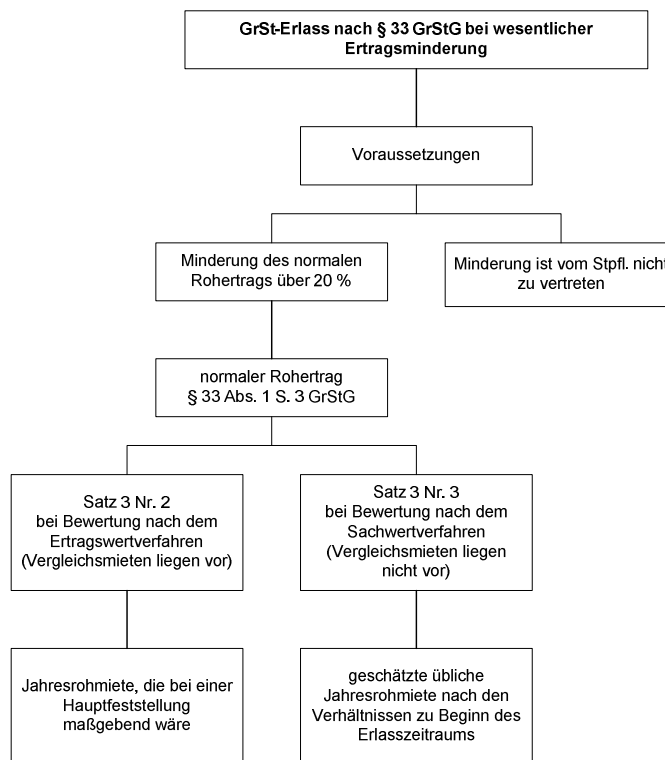 GrSt-Erlass nach § 33 GrStG bei wesentlicher
Ertragsminderung
Voraussetzungen
Minderung des normalen
Rohertrags über 20 %
Minderung ist vom Stpfl. nicht
zu vertreten
normaler Rohertrag
§ 33 Abs. 1 S. 3 GrStG
Satz 3 Nr. 2
bei Bewertung nach dem
Ertragswertverfahren
(Vergleichsmieten liegen vor)
Satz 3 Nr. 3
bei Bewertung nach dem
Sachwertverfahren
(Vergleichsmieten liegen
nicht vor)
Jahresrohmiete, die bei einer
Hauptfeststellung
maßgebend wäre
geschätzte übliche
Jahresrohmiete nach den
Verhältnissen zu Beginn des
Erlasszeitraums